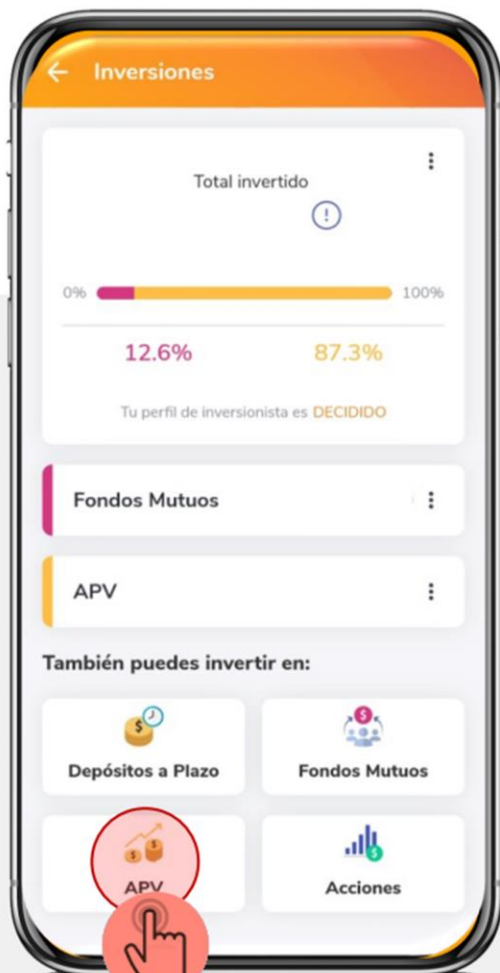 Inversiones
Total invertido
0%
100%
12.6%
87.3%
Tu perfil de inversionista es DECIDIDO
Fondos Mutuos
APV
También puedes invertir en:
Depósitos a Plazo
Fondos Mutuos
APV
Acciones